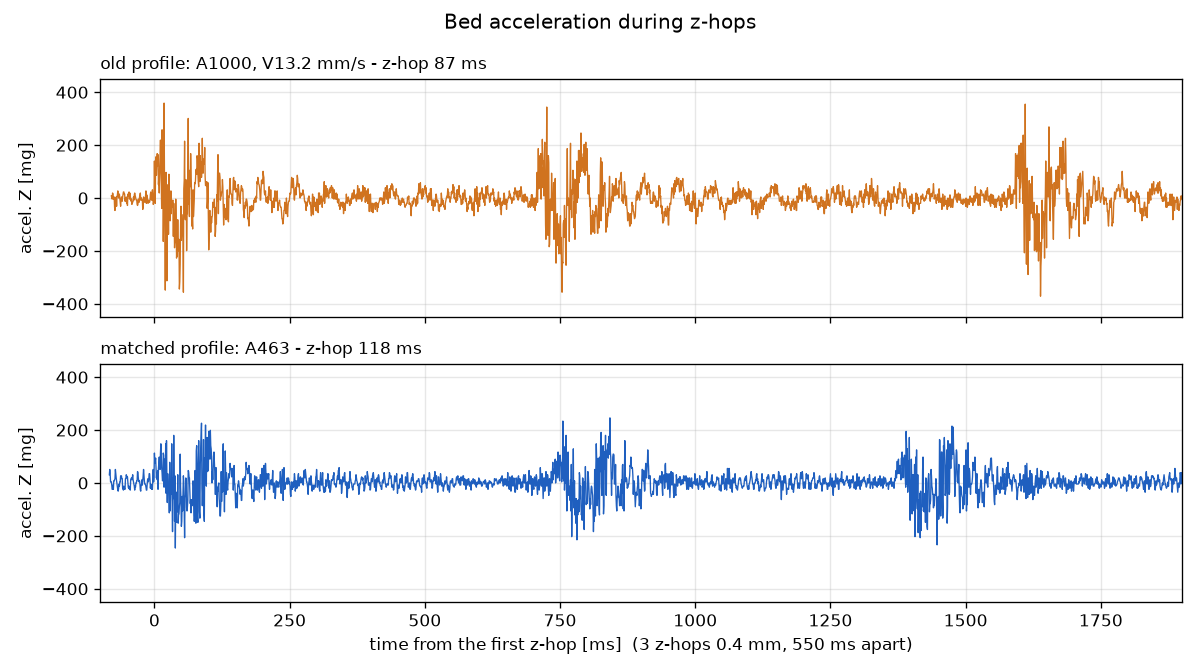 Bed acceleration during z-hops
old profile: A1000, V13.2 mm/s - z-hop 87 ms
accel. Z [mg]
400
200
0
−200
−400
matched profile: A463 - z-hop 118 ms
accel. Z [mg]
400
200
0
−200
−400
0 250 500 750 1000 1250 1500 1750
time from the first z-hop [ms]  (3 z-hops 0.4 mm, 550 ms apart)